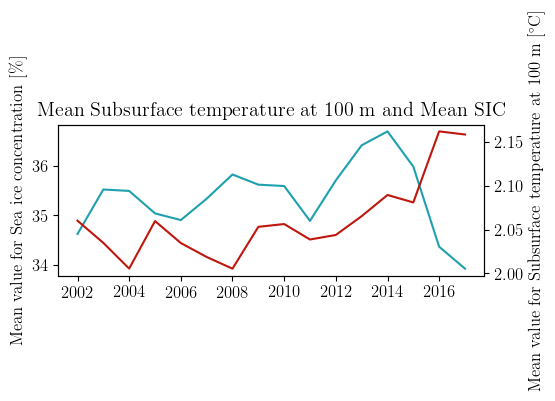 Mean Subsurface temperature at 100 m and Mean SIC
Mean value for Sea ice concentration [%]
36
35
34
2002 2004 2006 2008 2010 2012 2014 2016
2.15
2.10
2.05
2.00
Mean value for Subsurface temperature at 100 m [°C]